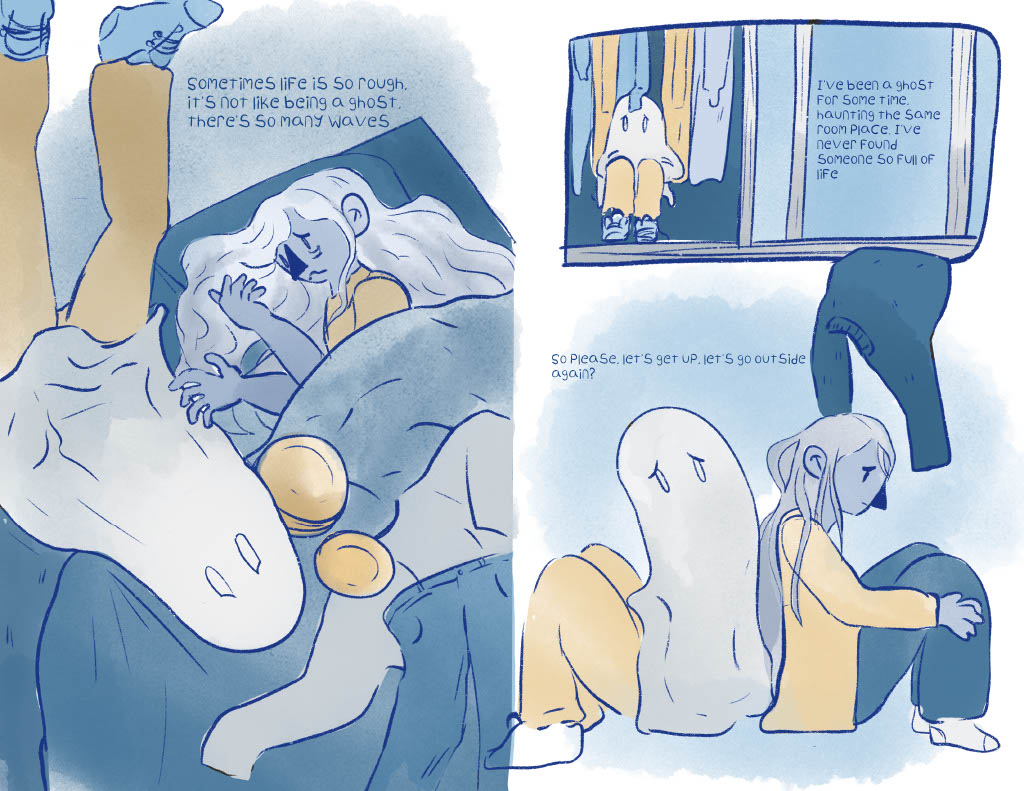 Sometimes life is so rough.
it's not like being a ghost.
there's so many waves
I've been a ghost
for some time,
haunting the same
room place. I've
never found
someone so full of
life
So please, let's get up, let's go outside
again?